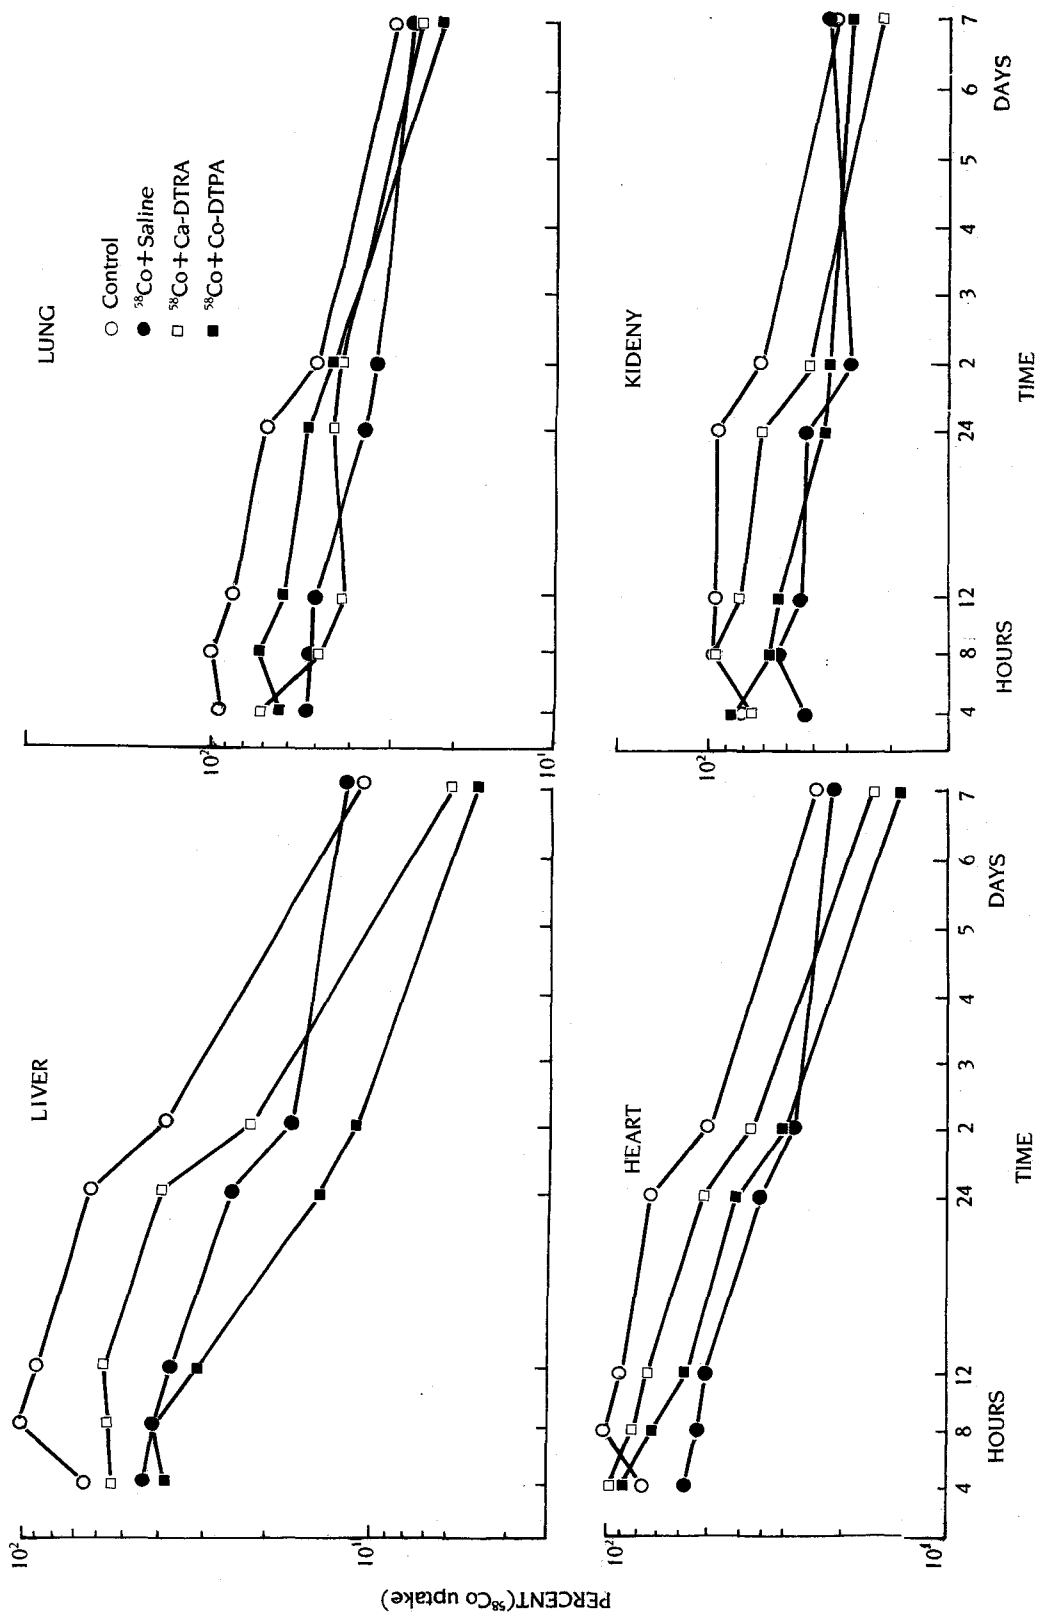 LIVER
LUNG
○ Control
● ⁵⁸Co+Saline
□ ⁵⁸Co+Ca-DTRA
■ ⁵⁸Co+Co-DTPA
10²
10¹
10²
10¹
HEART
KIDENY
10²
10¹
10²
4 8 12 24 2 3 4 5 6 7
HOURS DAYS
TIME
4 8 12 24 2 3 4 5 6 7
HOURS DAYS
TIME
PERCENT(⁵⁸Co uptake)